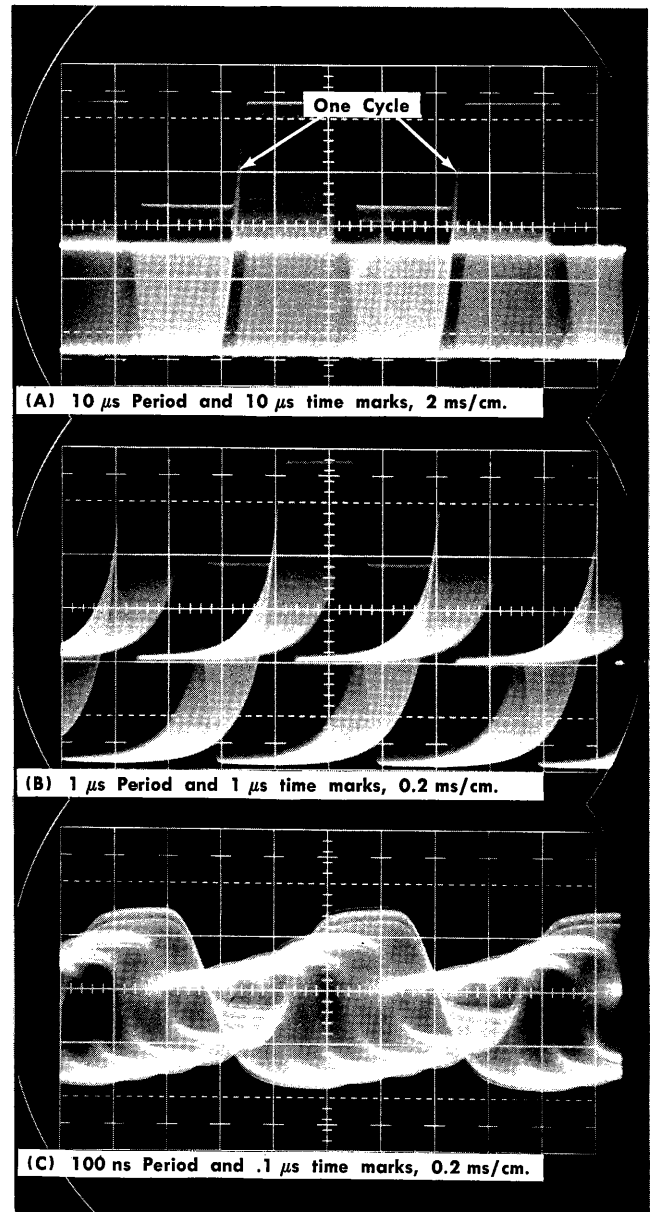 One Cycle
(A) 10 μs Period and 10 μs time marks, 2 ms/cm.
(B) 1 μs Period and 1 μs time marks, 0.2 ms/cm.
(C) 100 ns Period and .1 μs time marks, 0.2 ms/cm.